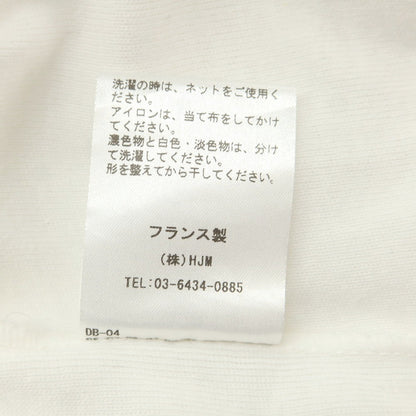 洗濯の時は、ネットをご使用く
ださい。
アイロンは、当て布をしてかけ
てください。
濃色物と白色・淡色物は、分け
て洗濯してください。
形を整えてから干してください。
フランス製
(株)HJM
TEL:03-6434-0885
DB-04